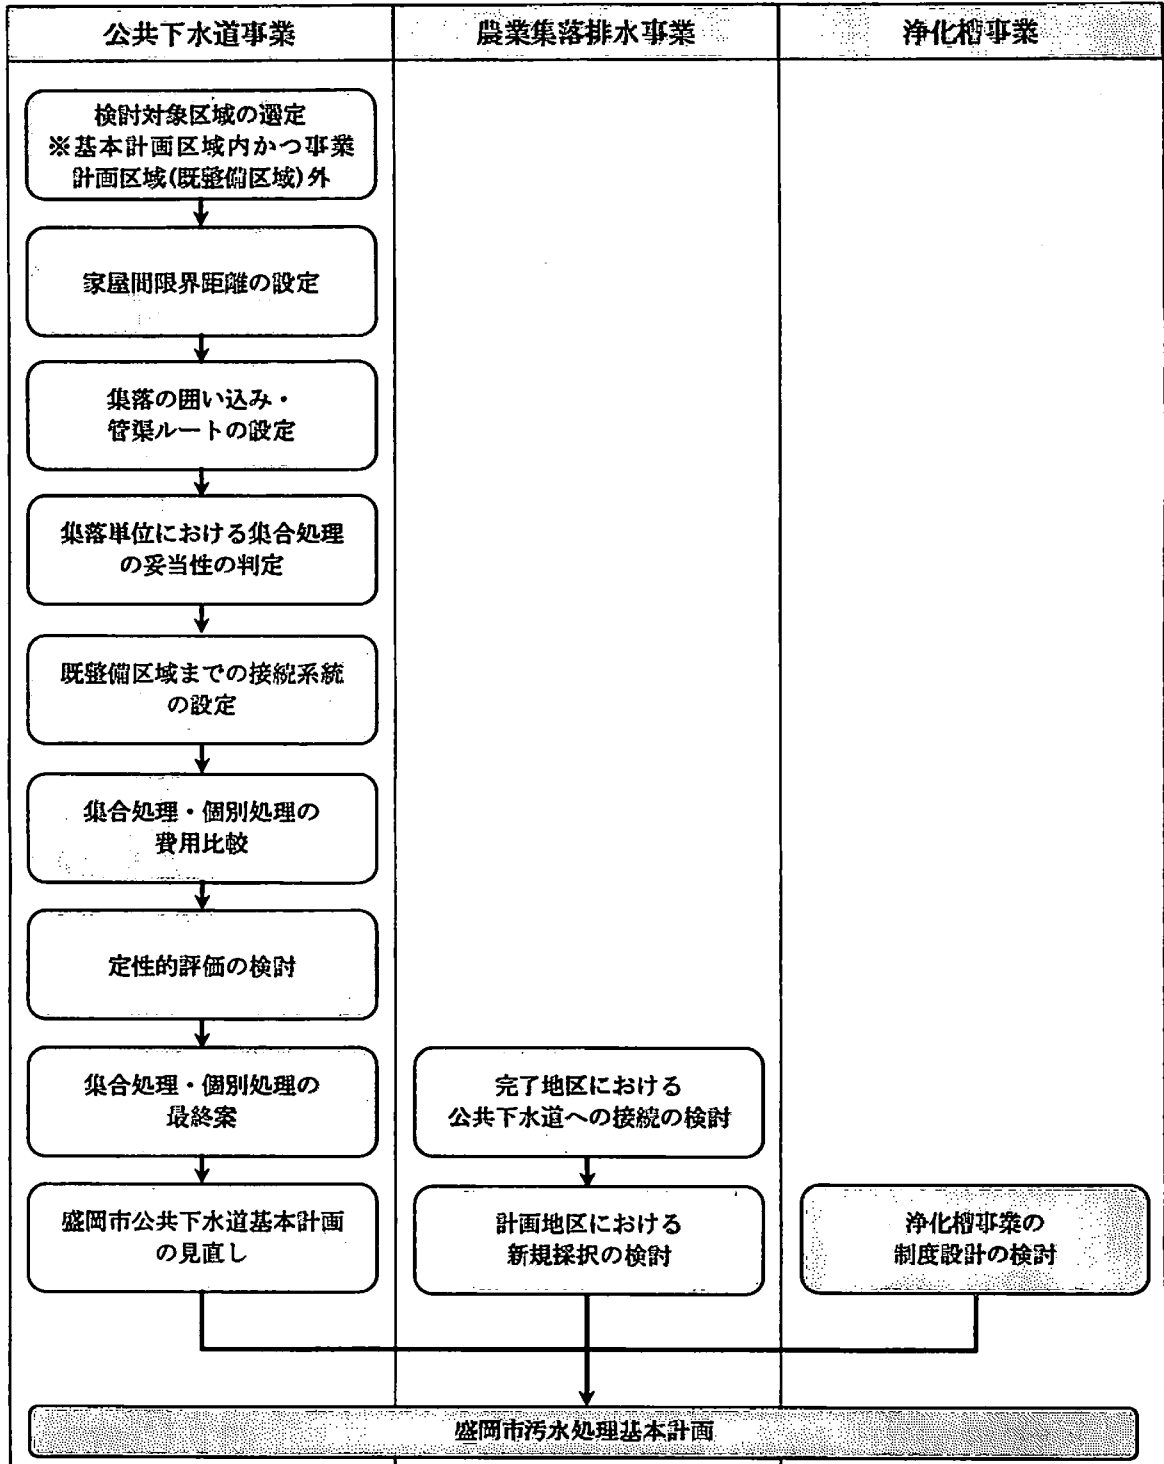 公共下水道事業
農業集落排水事業
浄化槽事業
検討対象区域の選定
※基本計画区域内かつ事業
計画区域(既整備区域)外
家屋間限界距離の設定
集落の囲い込み・
管渠ルートの設定
集落単位における集合処理
の妥当性の判定
既整備区域までの接続系統
の設定
集合処理・個別処理の
費用比較
定性的評価の検討
集合処理・個別処理の
最終案
盛岡市公共下水道基本計画
の見直し
完了地区における
公共下水道への接続の検討
計画地区における
新規採択の検討
浄化槽事業の
制度設計の検討
盛岡市汚水処理基本計画